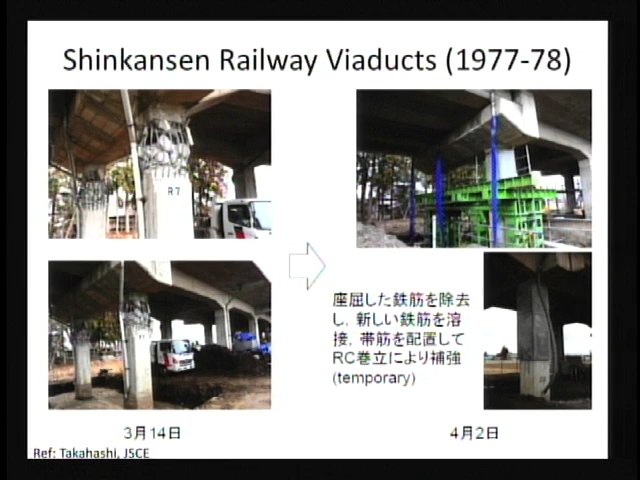 Shinkansen Railway Viaducts (1977-78)
R7
座屈した鉄筋を除去
し，新しい鉄筋を溶
接，帯筋を配置して
RC巻立により補強
(temporary)
3月14日
4月2日
Ref: Takahashi, JSCE